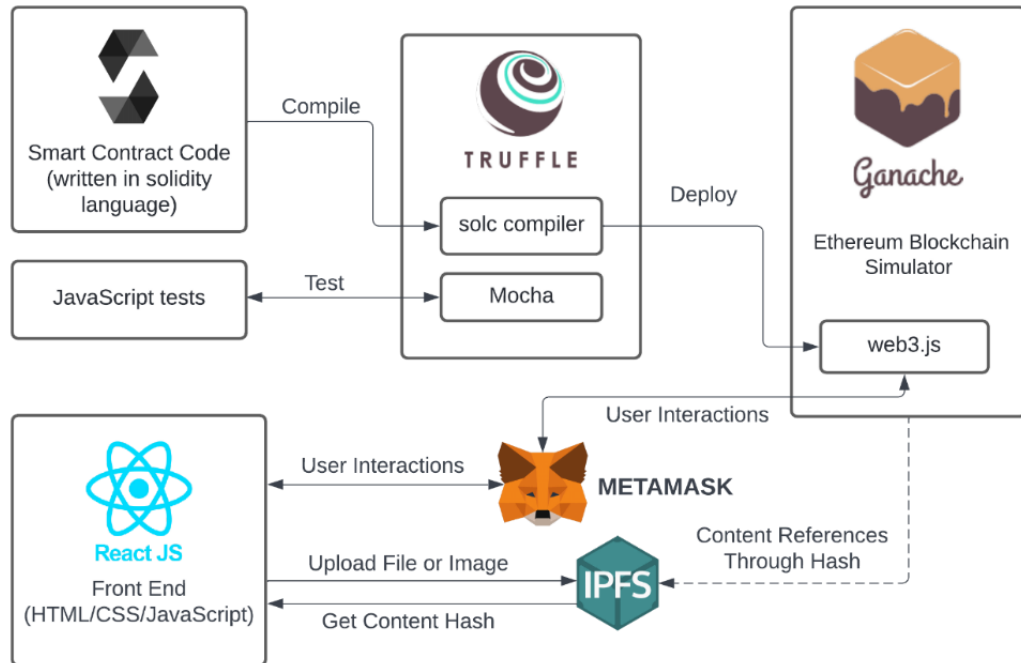 Smart Contract Code
(written in solidity
language)
Compile
TRUFFLE
solc compiler
Deploy
Ganache
Ethereum Blockchain
Simulator
JavaScript tests
Test
Mocha
web3.js
User Interactions
User Interactions
METAMASK
React JS
Front End
(HTML/CSS/JavaScript)
Upload File or Image
IPFS
Get Content Hash
Content References
Through Hash